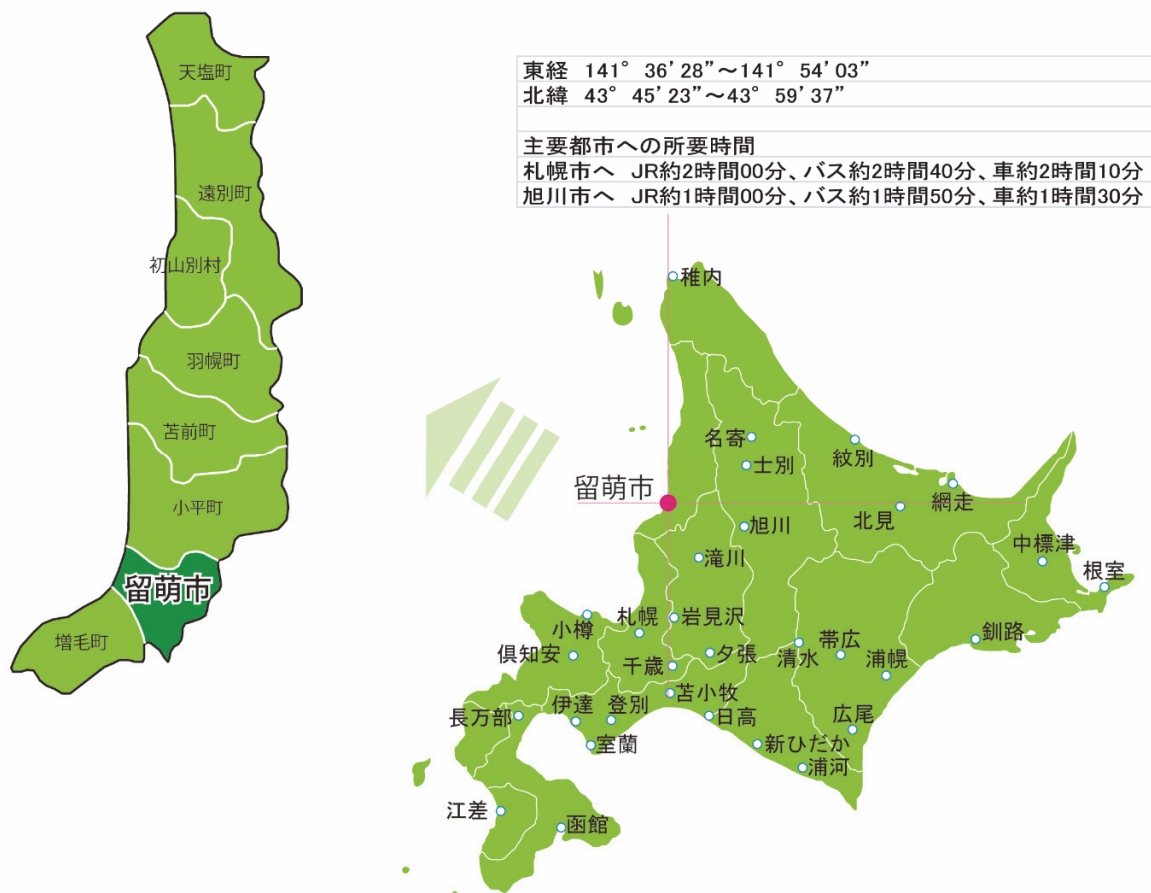 天塩町
遠別町
初山別村
羽幌町
苫前町
小平町
留萌市
増毛町
東経 141° 36’28”～141° 54’03”
北緯 43° 45’23”～43° 59’37”
主要都市への所要時間
札幌市へ JR約2時間00分、バス約2時間40分、車約2時間10分
旭川市へ JR約1時間00分、バス約1時間50分、車約1時間30分
稚内
名寄
紋別
士別
留萌市
網走
北見
旭川
中標津
滝川
根室
小樽
札幌
岩見沢
釧路
倶知安
千歳
夕張
清水
帯広
浦幌
苫小牧
長万部
伊達
登別
日高
広尾
室蘭
新ひだか
浦河
江差
函館